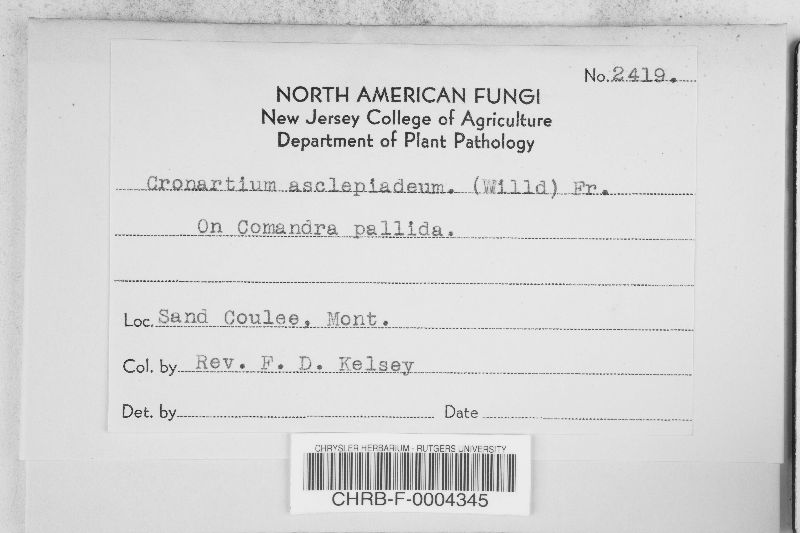 No. 2419.
NORTH AMERICAN FUNGI
New Jersey College of Agriculture
Department of Plant Pathology
Cronartium asclepiadeum. (Willd) Fr.
On Comandra pallida.
Loc. Sand Coulee, Mont.
Col. by Rev. F. D. Kelsey
Det. by Date
CHRYSLER HERBARIUM - RUTGERS UNIVERSITY
CHRB-F-0004345